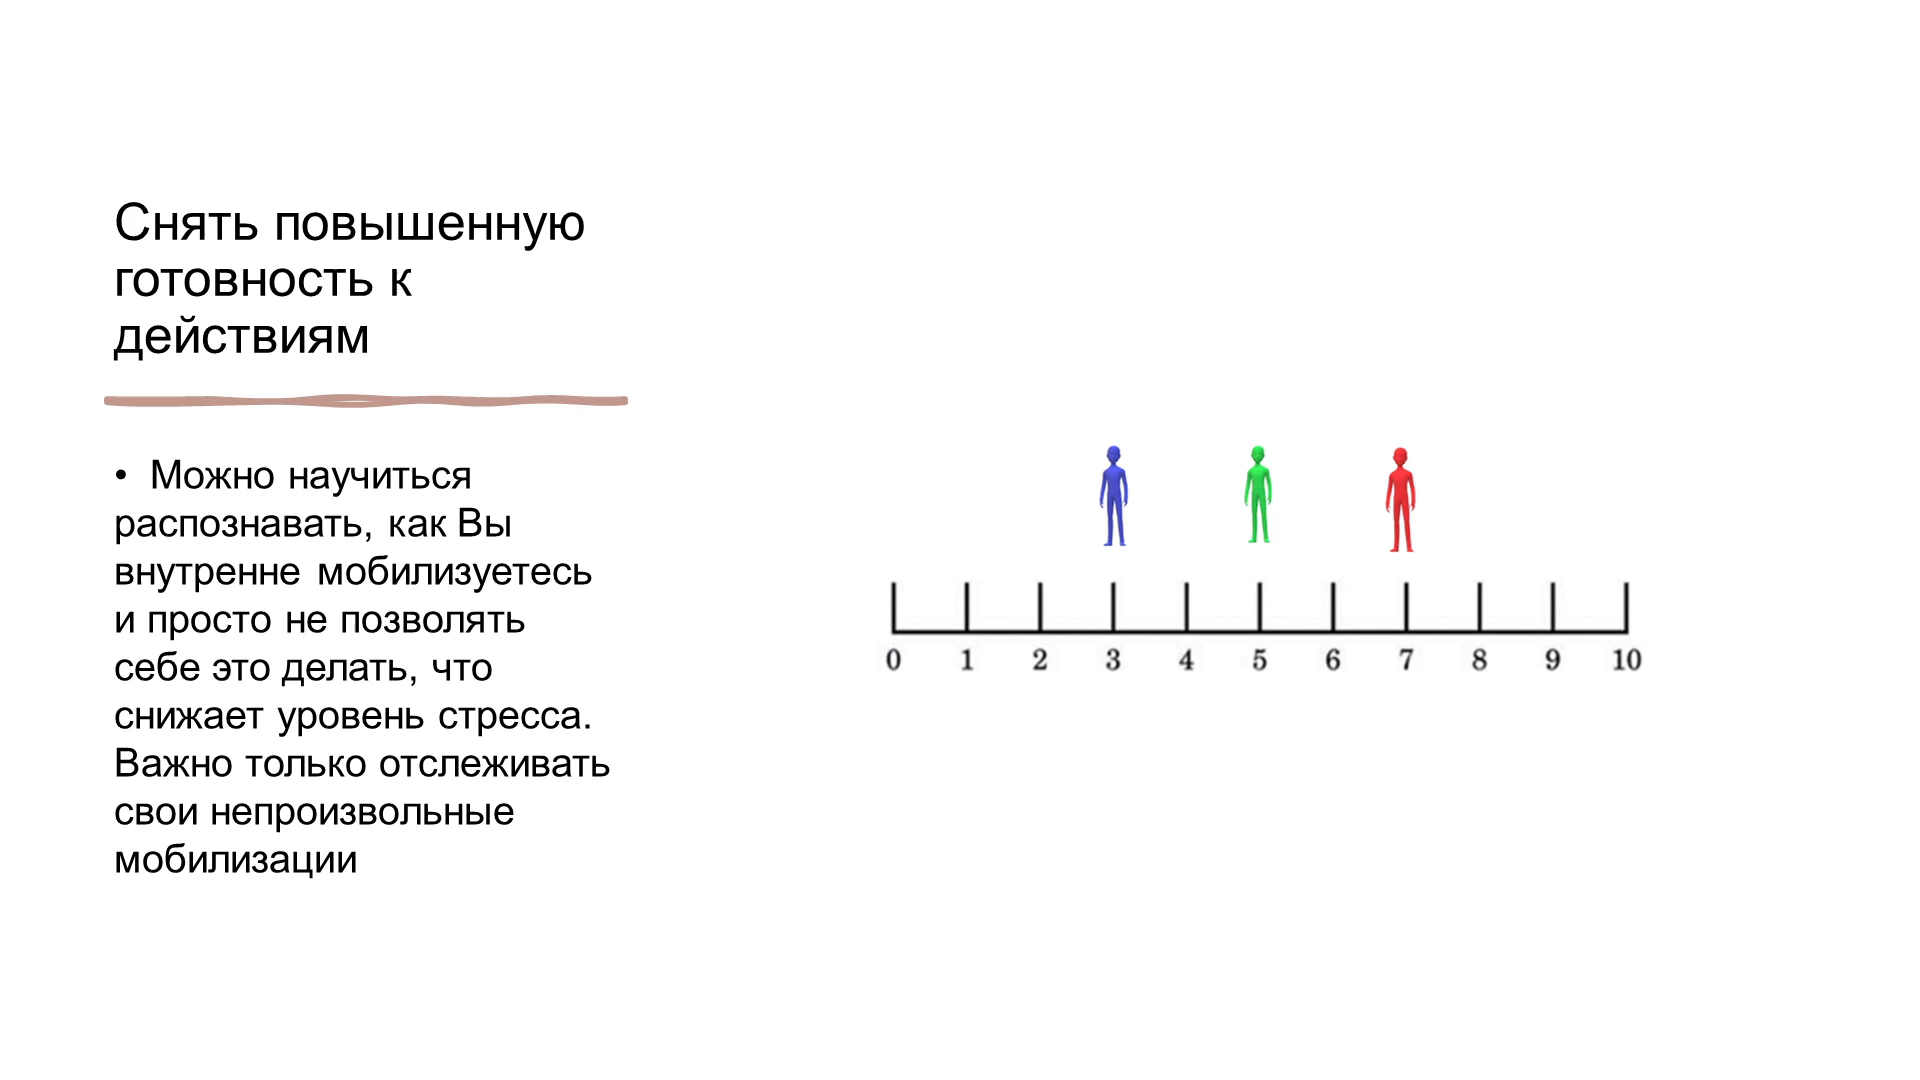 Снять повышенную
готовность к
действиям
• Можно научиться
распознавать, как Вы
внутренне мобилизуетесь
и просто не позволять
себе это делать, что
снижает уровень стресса.
Важно только отслеживать
свои непроизвольные
мобилизации
0 1 2 3 4 5 6 7 8 9 10